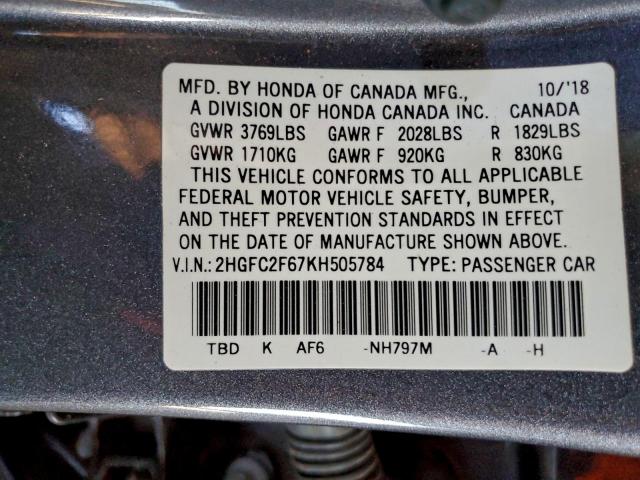 MFD. BY HONDA OF CANADA MFG., 10/'18
A DIVISION OF HONDA CANADA INC. CANADA
GVWR 3769LBS GAWR F 2028LBS R 1829LBS
GVWR 1710KG GAWR F 920KG R 830KG
THIS VEHICLE CONFORMS TO ALL APPLICABLE
FEDERAL MOTOR VEHICLE SAFETY, BUMPER,
AND THEFT PREVENTION STANDARDS IN EFFECT
ON THE DATE OF MANUFACTURE SHOWN ABOVE.
V.I.N.: 2HGFC2F67KH505784 TYPE: PASSENGER CAR
TBD K AF6 -NH797M -A -H